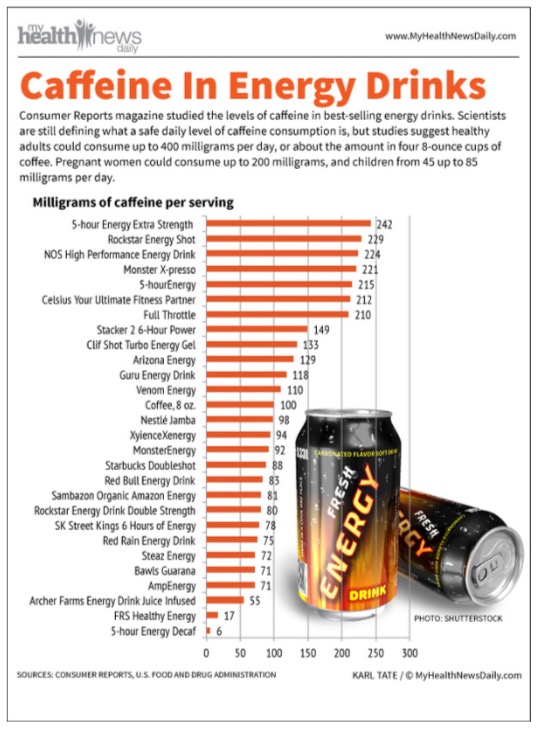 my
health news
daily
www.MyHealthNewsDaily.com
Caffeine In Energy Drinks
Consumer Reports magazine studied the levels of caffeine in best-selling energy drinks. Scientists
are still defining what a safe daily level of caffeine consumption is, but studies suggest healthy
adults could consume up to 400 milligrams per day, or about the amount in four 8-ounce cups of
coffee. Pregnant women could consume up to 200 milligrams, and children from 45 up to 85
milligrams per day.
Milligrams of caffeine per serving
5-hour Energy Extra Strength 242
Rockstar Energy Shot 229
NOS High Performance Energy Drink 224
Monster X-presso 221
5-hourEnergy 215
Celsius Your Ultimate Fitness Partner 212
Full Throttle 210
Stacker 2 6-Hour Power 149
Clif Shot Turbo Energy Gel 133
Arizona Energy 129
Guru Energy Drink 118
Venom Energy 110
Coffee, 8 oz. 100
Nestlé Jamba 98
XyienceXenergy 94
MonsterEnergy 92
Starbucks Doubleshot 88
Red Bull Energy Drink 83
Sambazon Organic Amazon Energy 81
Rockstar Energy Drink Double Strength 80
SK Street Kings 6 Hours of Energy 78
Red Rain Energy Drink 75
Steaz Energy 72
Bawls Guarana 71
AmpEnergy 71
Archer Farms Energy Drink Juice Infused 55
FRS Healthy Energy 17
5-hour Energy Decaf 6
0 50 100 150 200 250 300
CARBONATED FLAVOR SOFT DRINK
FRESH
ENERGY
DRINK
FRESH
PHOTO: SHUTTERSTOCK
SOURCES: CONSUMER REPORTS, U.S. FOOD AND DRUG ADMINISTRATION
KARL TATE / © MyHealthNewsDaily.com